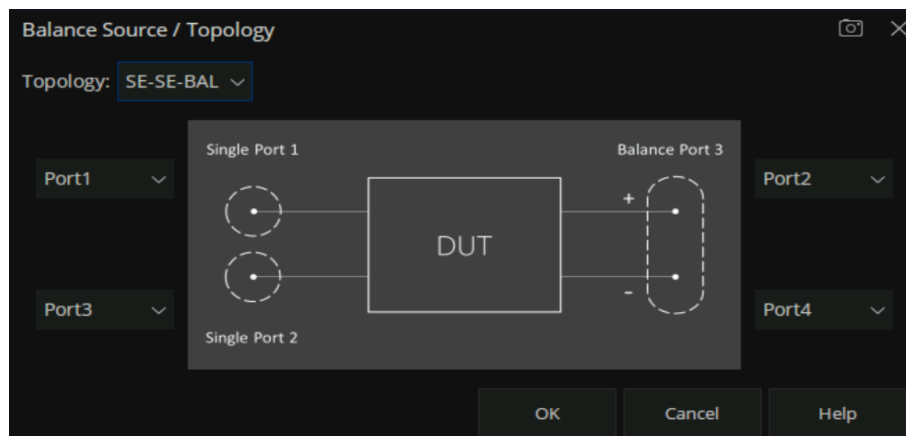 Balance Source / Topology
Topology: SE-SE-BAL
Single Port 1
Balance Port 3
Port1
Port2
+
DUT
-
Port3
Port4
Single Port 2
OK
Cancel
Help